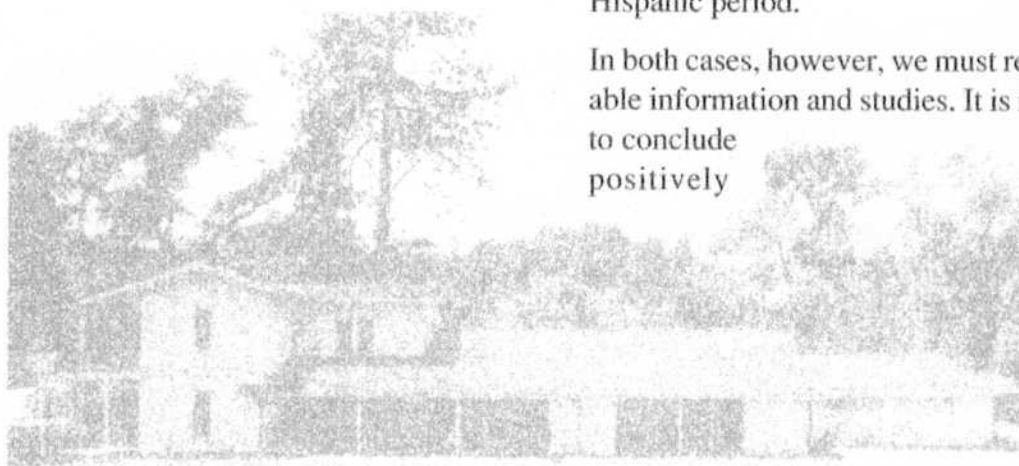 Hispanic period.
In both cases, however, we must
able information and studies. It is
to conclude
positively